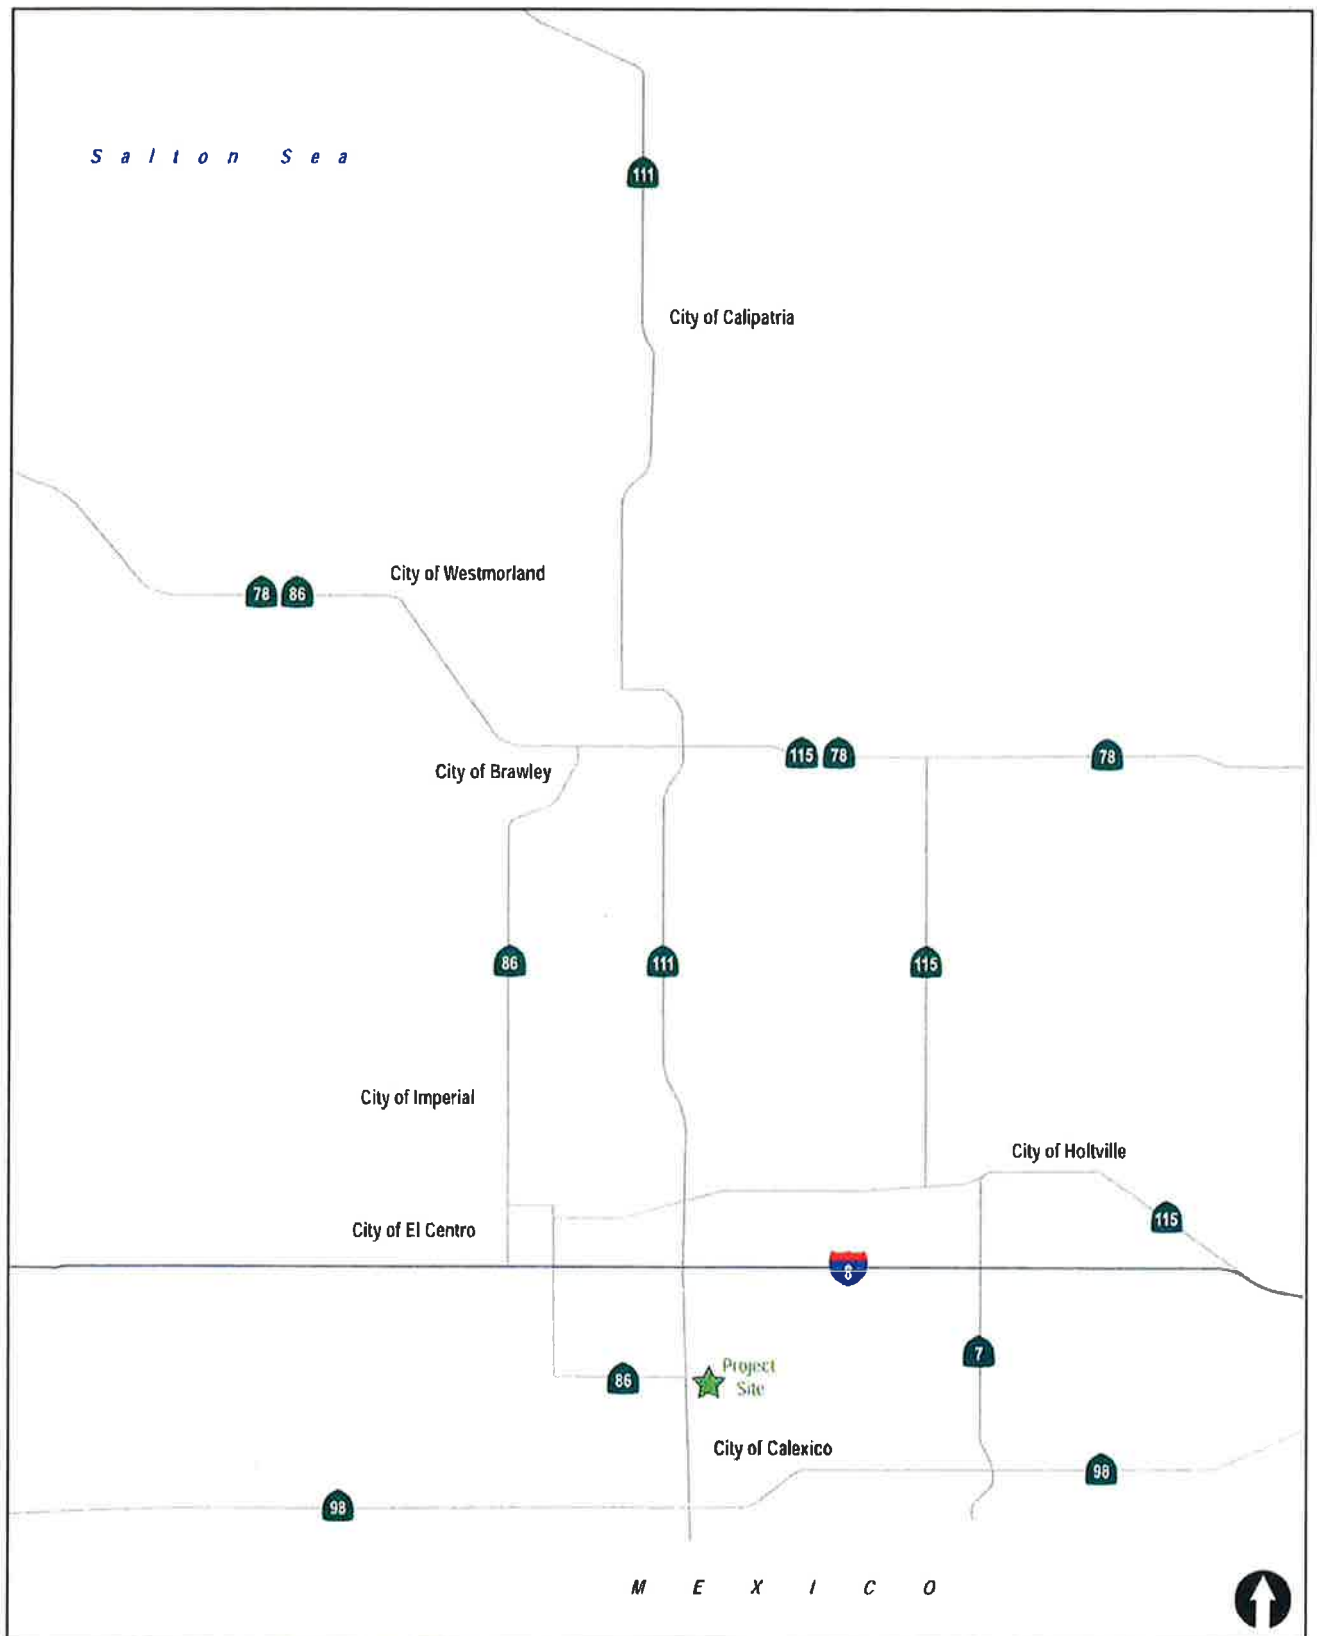 Salton Sea
111
City of Calipatria
City of Westmorland
78 86
115 78
78
City of Brawley
86
111
115
City of Imperial
City of Holtville
115
City of El Centro
8
7
Project
Site
86
City of Calexico
98
98
MEXICO